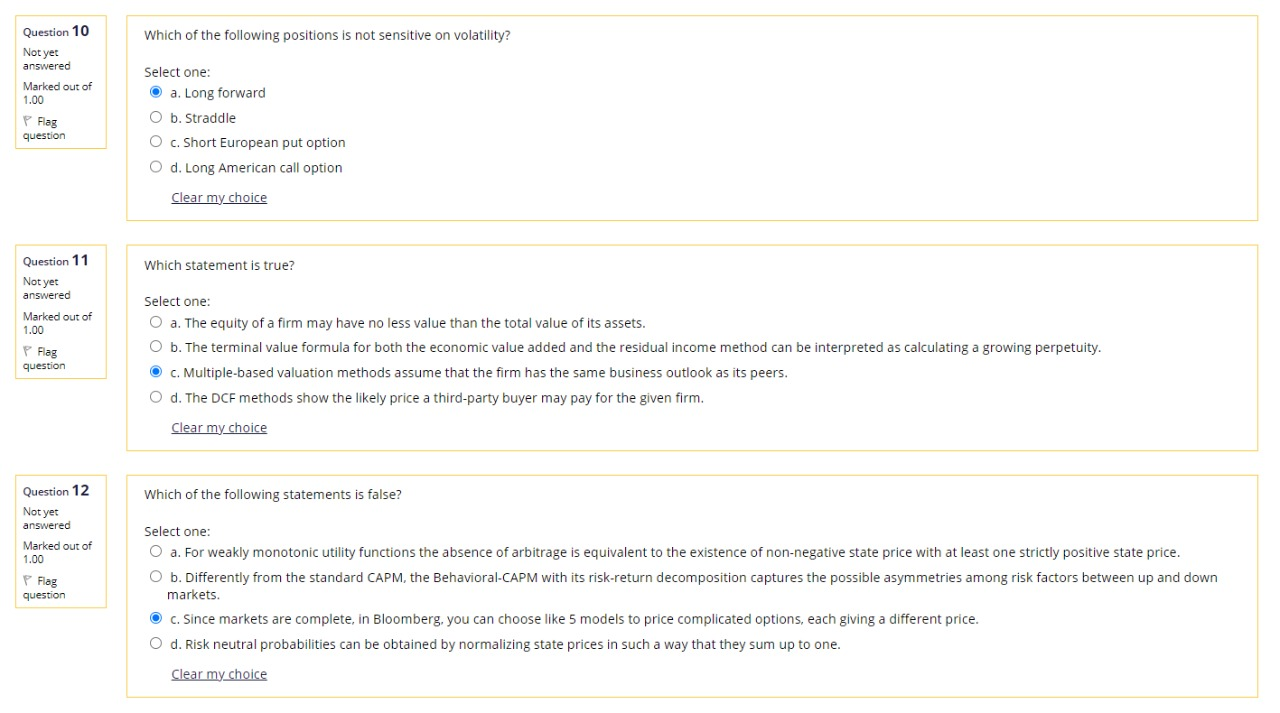 Question 10
Not yet
answered
Marked out of
1.00
Flag
question
Which of the following positions is not sensitive on volatility?
Select one:
a. Long forward
b. Straddle
c. Short European put option
d. Long American call option
Clear my choice
Question 11
Not yet
answered
Marked out of
1.00
Flag
question
Which statement is true?
Select one:
a. The equity of a firm may have no less value than the total value of its assets.
b. The terminal value formula for both the economic value added and the residual income method can be interpreted as calculating a growing perpetuity.
c. Multiple-based valuation methods assume that the firm has the same business outlook as its peers.
d. The DCF methods show the likely price a third-party buyer may pay for the given firm.
Clear my choice
Question 12
Not yet
answered
Marked out of
1.00
Flag
question
Which of the following statements is false?
Select one:
a. For weakly monotonic utility functions the absence of arbitrage is equivalent to the existence of non-negative state price with at least one strictly positive state price.
b. Differently from the standard CAPM, the Behavioral-CAPM with its risk-return decomposition captures the possible asymmetries among risk factors between up and down
markets.
c. Since markets are complete, in Bloomberg, you can choose like 5 models to price complicated options, each giving a different price.
d. Risk neutral probabilities can be obtained by normalizing state prices in such a way that they sum up to one.
Clear my choice